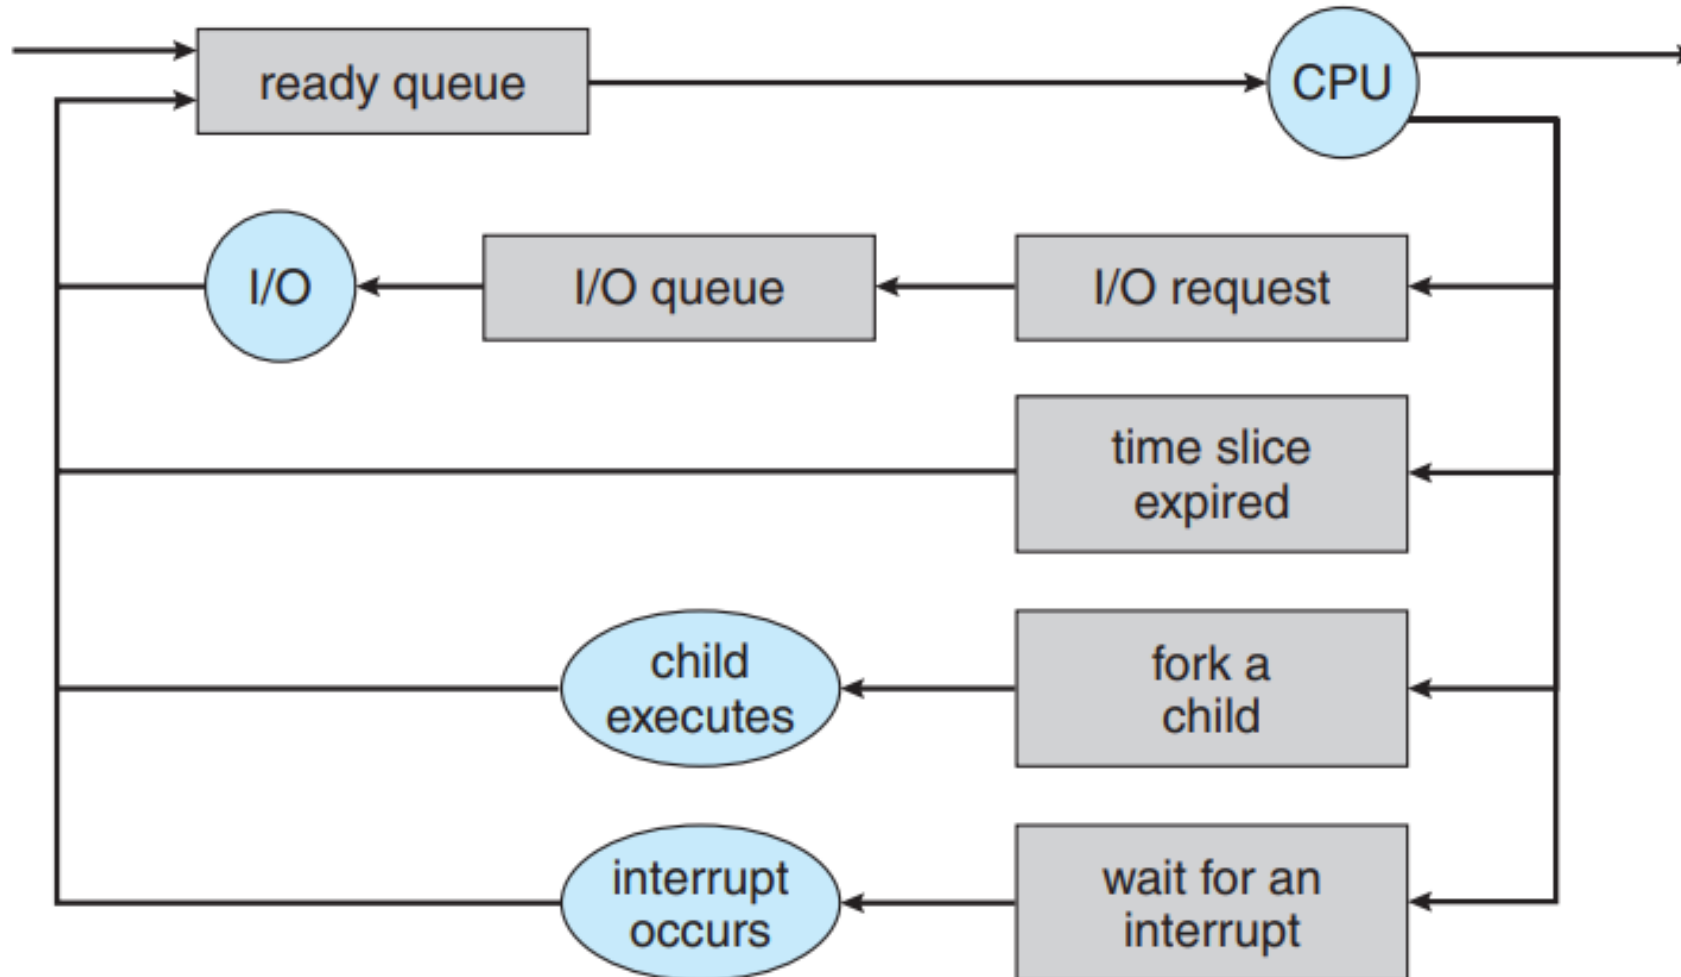 ready queue
CPU
I/O
I/O queue
I/O request
time slice
expired
child
executes
fork a
child
interrupt
occurs
wait for an
interrupt